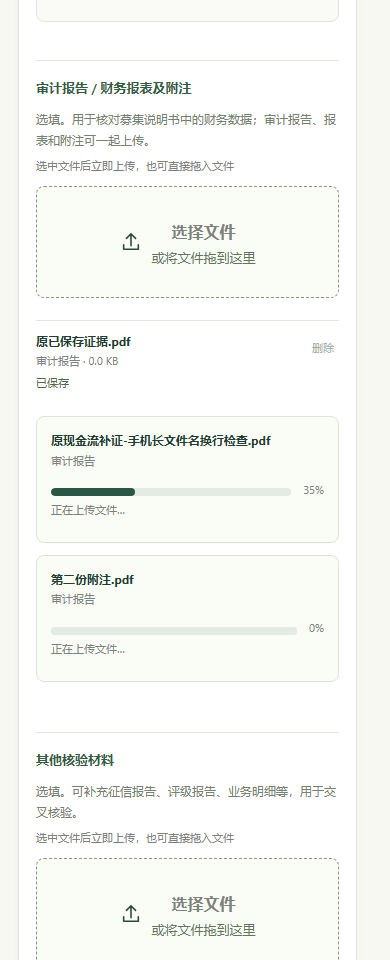 审计报告 / 财务报表及附注
选填。用于核对募集说明书中的财务数据；审计报告、报
表和附注可一起上传。
选中文件后立即上传，也可直接拖入文件
选择文件
或将文件拖到这里
原已保存证据.pdf
删除
审计报告 · 0.0 KB
已保存
原现金流补证-手机长文件名换行检查.pdf
审计报告
35%
正在上传文件...
第二份附注.pdf
审计报告
0%
正在上传文件...
其他核验材料
选填。可补充征信报告、评级报告、业务明细等，用于交
叉核验。
选中文件后立即上传，也可直接拖入文件
选择文件
或将文件拖到这里